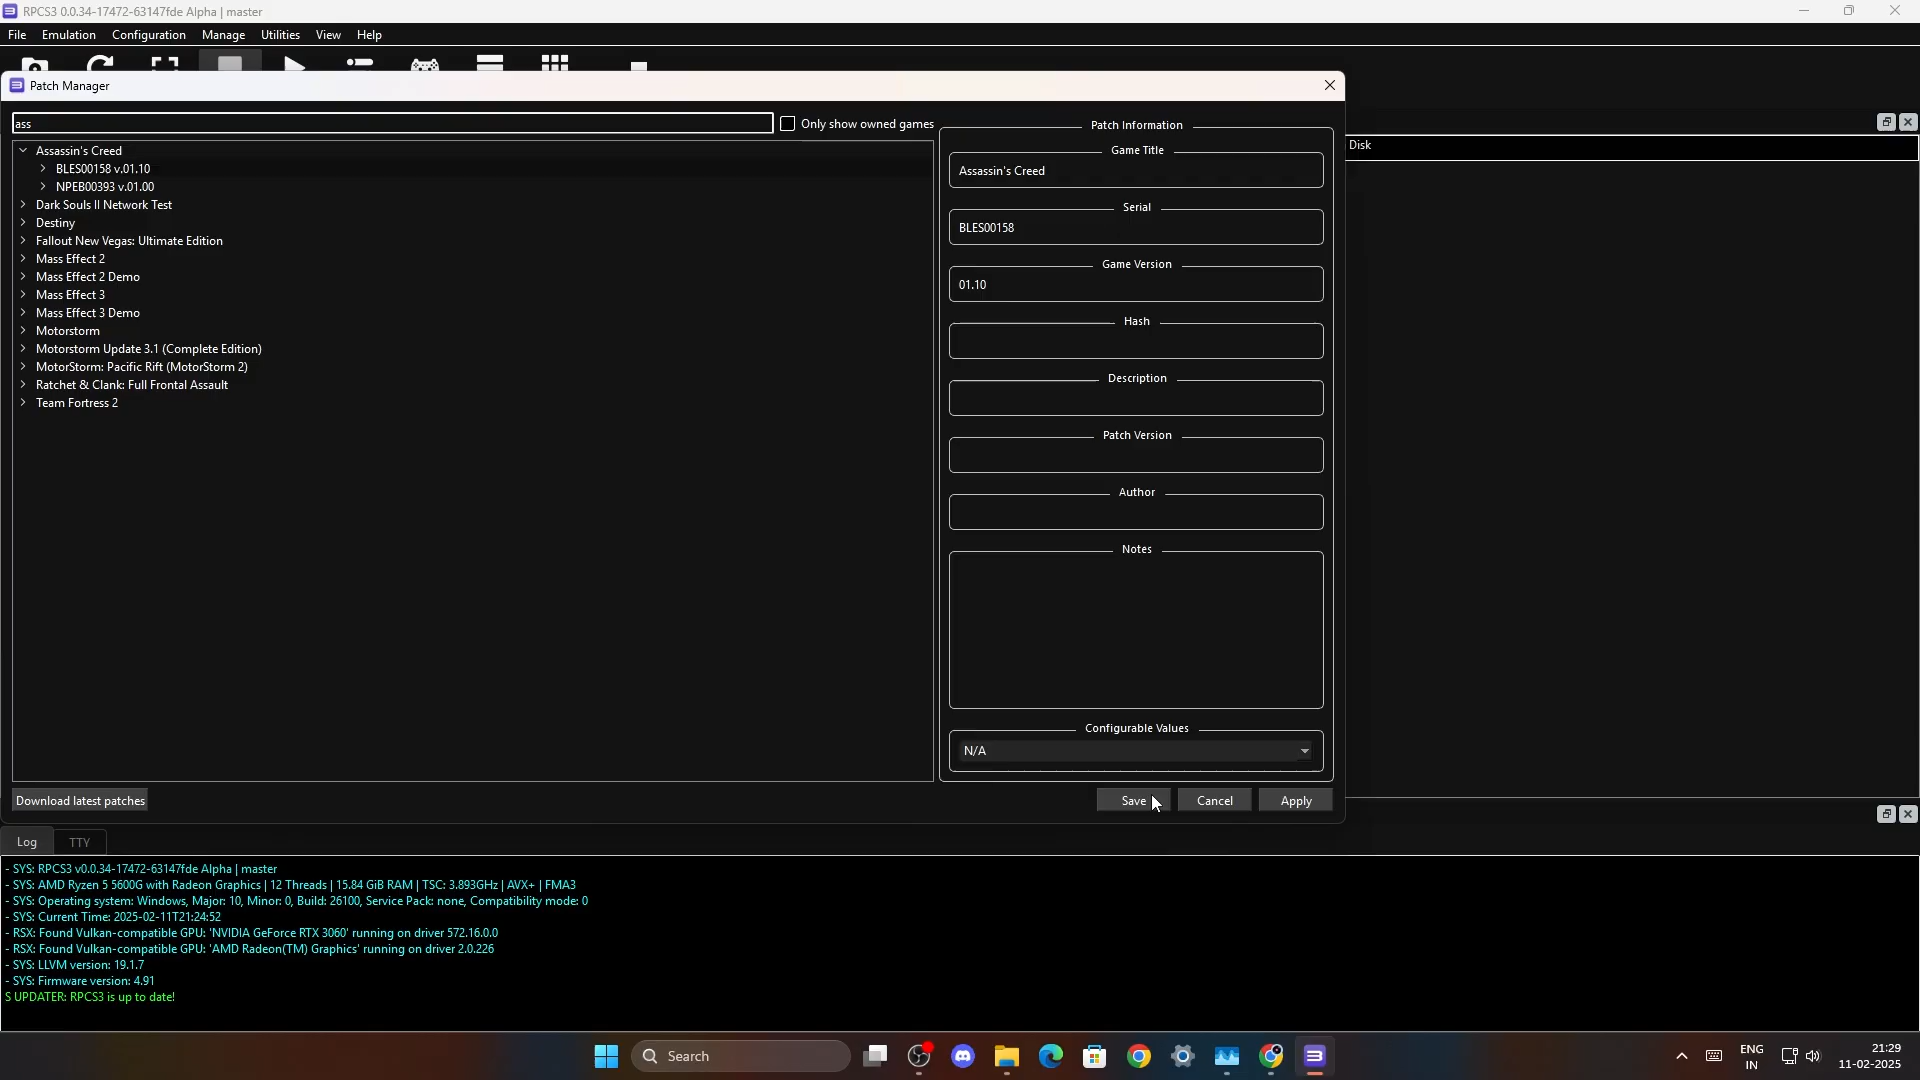 RPCS3 0.0.34-17472-63147fde Alpha | master
File Emulation Configuration Manage Utilities View Help
Patch Manager
ass
Only show owned games
Patch Information
Disk
Assassin's Creed
BLES00158 v.01.10
NPEB00393 v.01.00
Dark Souls II Network Test
Destiny
Fallout New Vegas: Ultimate Edition
Mass Effect 2
Mass Effect 2 Demo
Mass Effect 3
Mass Effect 3 Demo
Motorstorm
Motorstorm Update 3.1 (Complete Edition)
MotorStorm: Pacific Rift (MotorStorm 2)
Ratchet & Clank: Full Frontal Assault
Team Fortress 2
Game Title
Assassin's Creed
Serial
BLES00158
Game Version
01.10
Hash
Description
Patch Version
Author
Notes
Configurable Values
N/A
Download latest patches
Save Cancel Apply
Log TTY
- SYS: RPCS3 v0.0.34-17472-63147fde Alpha | master
- SYS: AMD Ryzen 5 5600G with Radeon Graphics | 12 Threads | 15.84 GiB RAM | TSC: 3.893GHz | AVX+ | FMA3
- SYS: Operating system: Windows, Major: 10, Minor: 0, Build: 26100, Service Pack: none, Compatibility mode: 0
- SYS: Current Time: 2025-02-11T21:24:52
- RSX: Found Vulkan-compatible GPU: 'NVIDIA GeForce RTX 3060' running on driver 572.16.0.0
- RSX: Found Vulkan-compatible GPU: 'AMD Radeon(TM) Graphics' running on driver 2.0.226
- SYS: LLVM version: 19.1.7
- SYS: Firmware version: 4.91
S UPDATER: RPCS3 is up to date!
Search
ENG
IN
21:29
11-02-2025